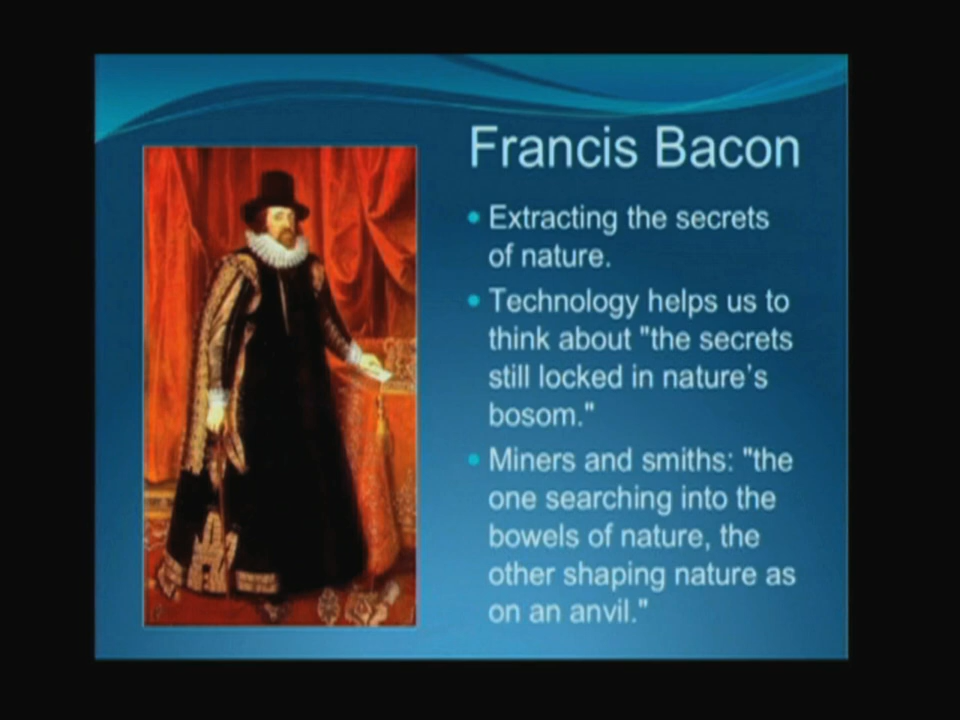 Francis Bacon
• Extracting the secrets
of nature.
• Technology helps us to
think about "the secrets
still locked in nature's
bosom."
• Miners and smiths: "the
one searching into the
bowels of nature, the
other shaping nature as
on an anvil."